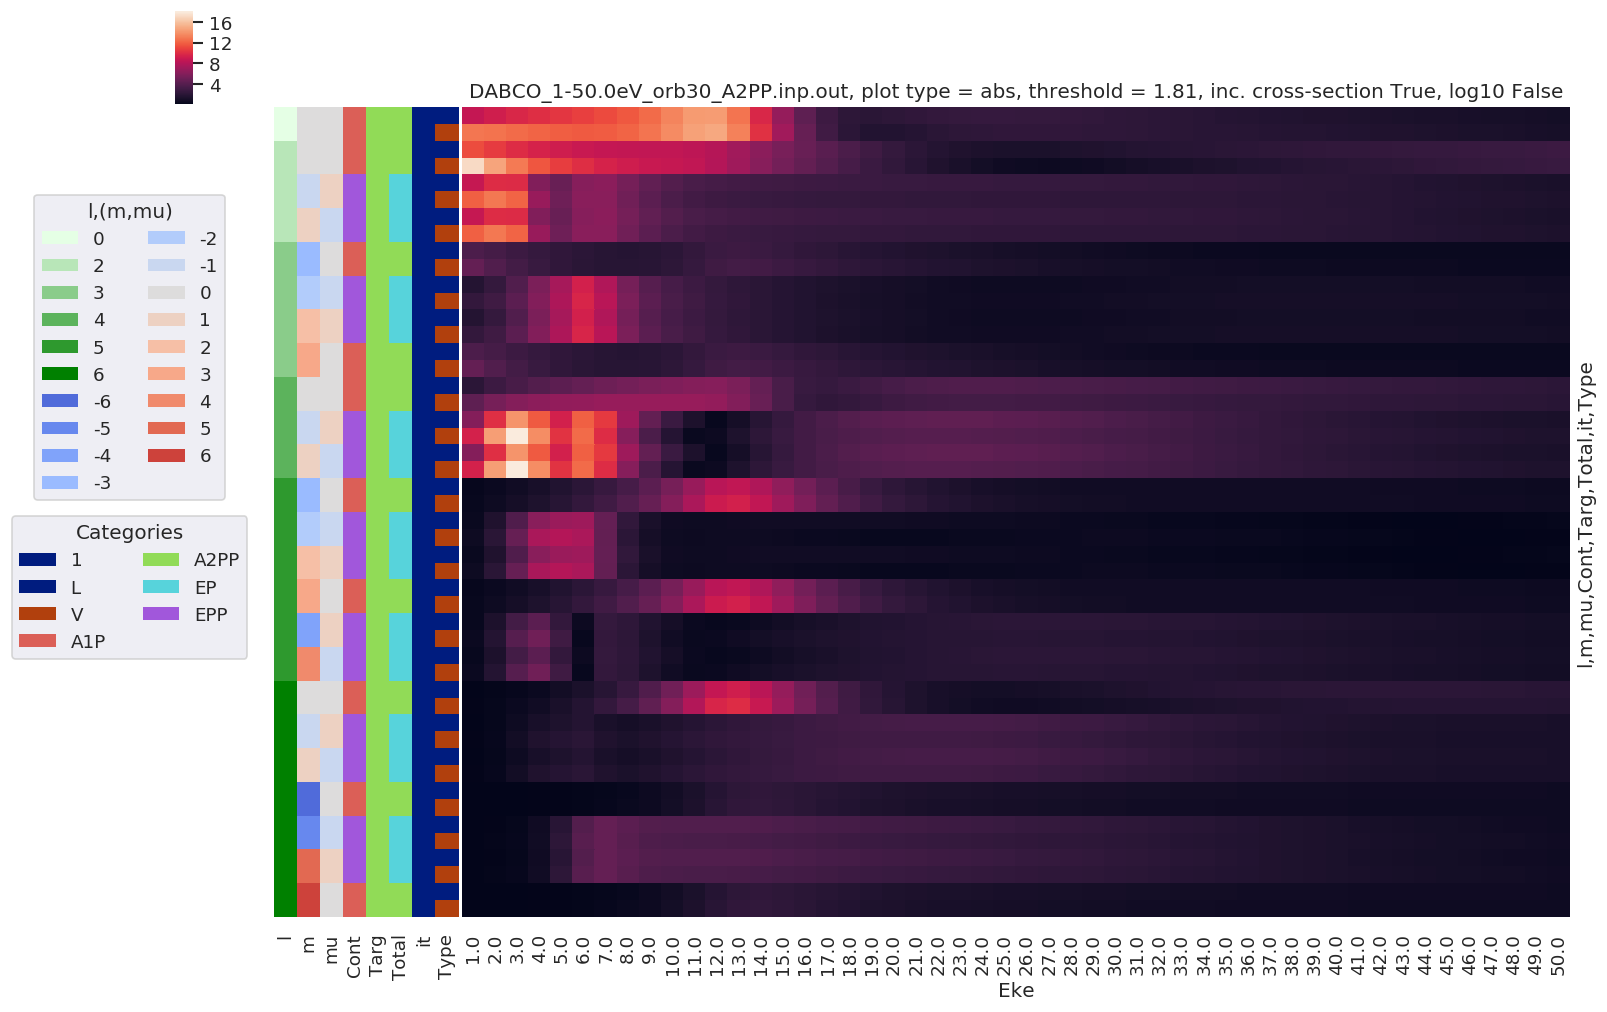 16
12
8
4
DABCO_1-50.0eV_orb30_A2PP.inp.out, plot type = abs, threshold = 1.81, inc. cross-section True, log10 False
l,(m,mu)
0 -2
2 -1
3 0
4 1
5 2
6 3
-6 4
-5 5
-4 6
-3
Categories
1 A2PP
L EP
V EPP
A1P
l,m,mu,Cont,Targ,Total,it,Type
l m mu Cont Targ Total it Type 1.0 2.0 3.0 4.0 5.0 6.0 7.0 8.0 9.0 10.0 11.0 12.0 13.0 14.0 15.0 16.0 17.0 18.0 19.0 20.0 21.0 22.0 23.0 24.0 25.0 26.0 27.0 28.0 29.0 30.0 31.0 32.0 33.0 34.0 35.0 36.0 37.0 38.0 39.0 40.0 41.0 42.0 43.0 44.0 45.0 46.0 47.0 48.0 49.0 50.0
Eke